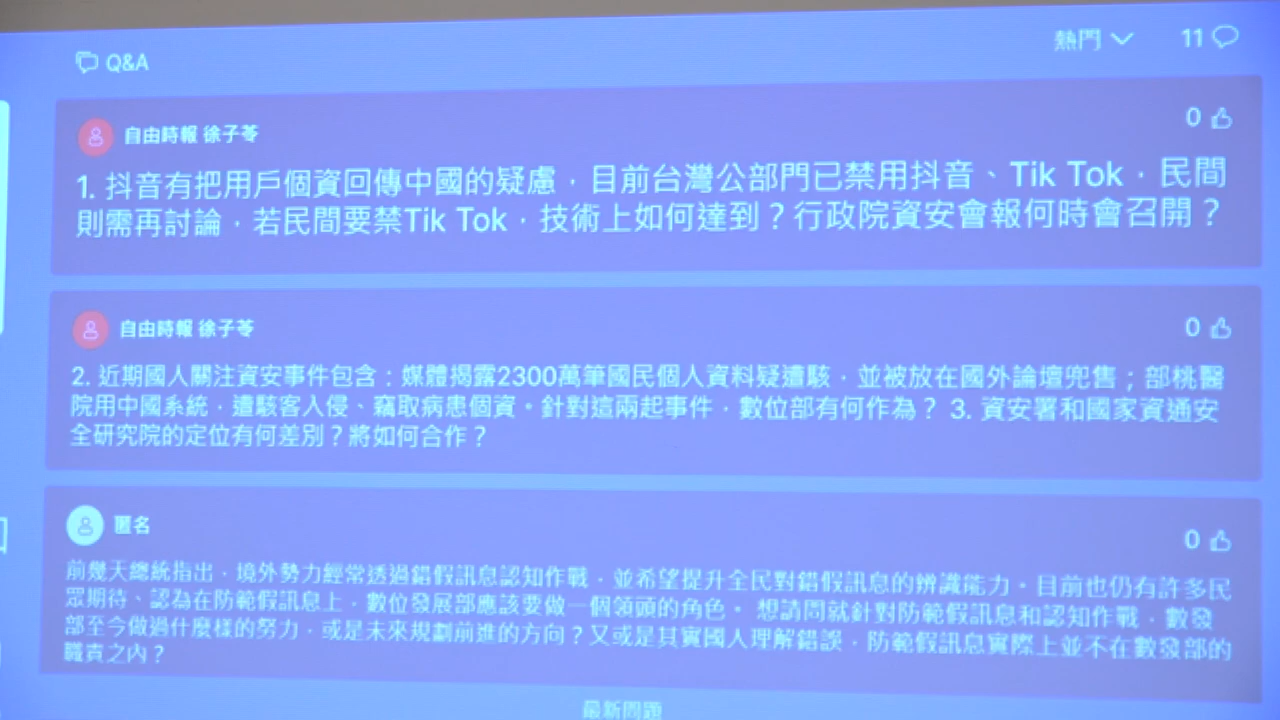 Q&A
熱門
11
自由時報 徐子苓
0
1. 抖音有把用戶個資回傳中國的疑慮，目前台灣公部門已禁用抖音、Tik Tok，民間
則需再討論，若民間要禁Tik Tok，技術上如何達到？行政院資安會報何時會召開？
自由時報 徐子苓
0
2. 近期國人關注資安事件包含：媒體揭露2300萬筆國民個人資料疑遭駭，並被放在國外論壇兜售；部桃醫
院用中國系統，遭駭客入侵、竊取病患個資。針對這兩起事件，數位部有何作為？ 3. 資安署和國家資通安
全研究院的定位有何差別？將如何合作？
匿名
0
前幾天總統指出，境外勢力經常透過錯假訊息認知作戰，並希望提升全民對錯假訊息的辨識能力。目前也仍有許多民
眾期待、認為在防範假訊息上，數位發展部應該要做一個領頭的角色。 想請問就針對防範假訊息和認知作戰，數發
部至今做過什麼樣的努力，或是未來規劃前進的方向？又或是其實國人理解錯誤，防範假訊息實際上並不在數發部的
職責之內？
最新問題